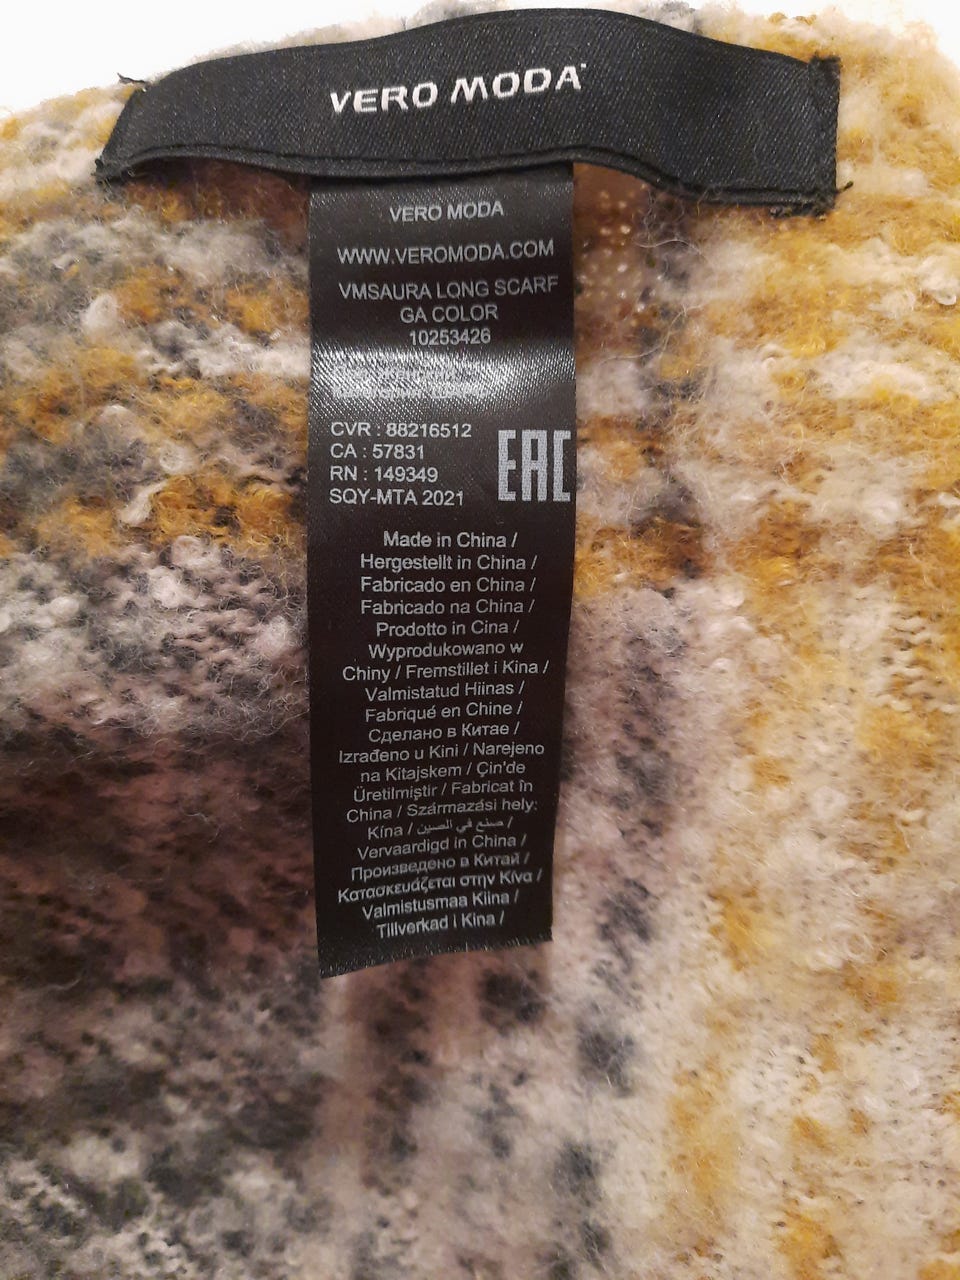 VERO MODA
VERO MODA
WWW.VEROMODA.COM
VMSAURA LONG SCARF
GA COLOR
10253426
CVR : 88216512
CA : 57831
RN : 149349
SQY-MTA 2021
EAC
Made in China /
Hergestellt in China /
Fabricado en China /
Fabricado na China /
Prodotto in Cina /
Wyprodukowano w
Chiny / Fremstillet i Kina /
Valmistatud Hiinas /
Fabriqué en Chine /
Сделано в Китае /
Izrađeno u Kini / Narejeno
na Kitajskem / Çin'de
Üretilmiştir / Fabricat în
China / Származási hely:
Kína / صنع في الصين /
Vervaardigd in China /
Произведено в Китай /
Κατασκευάζεται στην Κίνα /
Valmistusmaa Kiina /
Tillverkad i Kina /